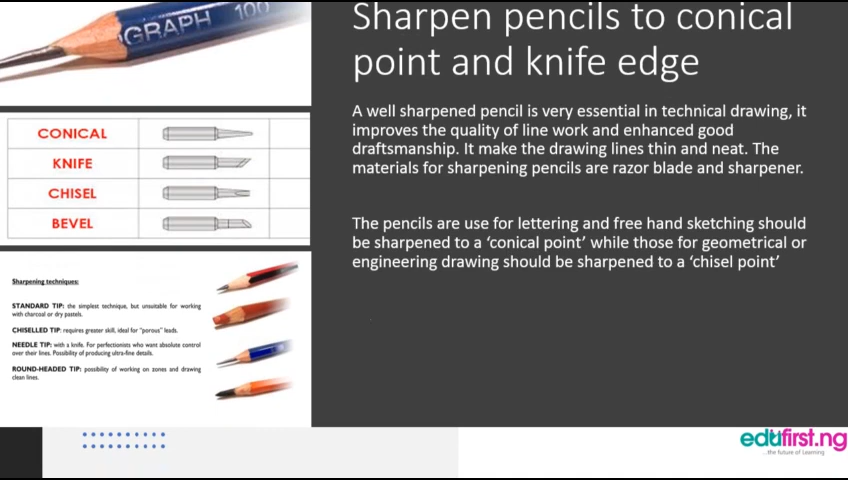 GRAPH 100
CONICAL
KNIFE
CHISEL
BEVEL
Sharpening techniques:
STANDARD TIP: the simplest technique, but unsuitable for working
with charcoal or dry pastels.
CHISELLED TIP: requires greater skill, ideal for "porous" leads.
NEEDLE TIP: with a knife. For perfectionists who want absolute control
over their lines. Possibility of producing ultra-fine details.
ROUND-HEADED TIP: possibility of working on zones and drawing
clean lines.
Sharpen pencils to conical
point and knife edge
A well sharpened pencil is very essential in technical drawing, it
improves the quality of line work and enhanced good
draftsmanship. It make the drawing lines thin and neat. The
materials for sharpening pencils are razor blade and sharpener.
The pencils are use for lettering and free hand sketching should
be sharpened to a ‘conical point’ while those for geometrical or
engineering drawing should be sharpened to a ‘chisel point’
edufirst.ng
...the future of Learning